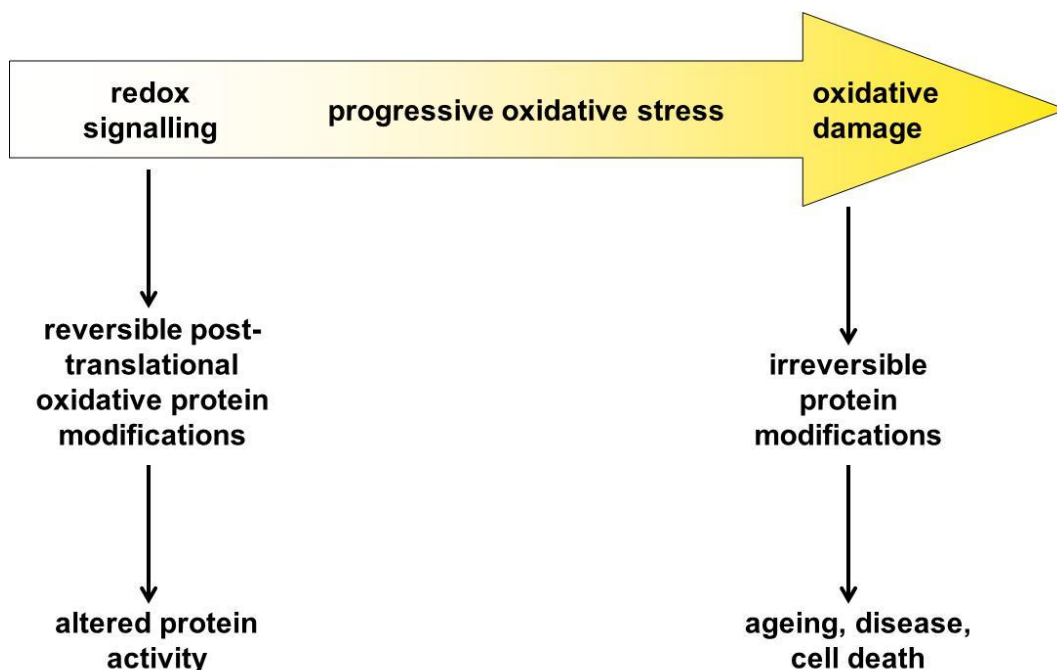 redox
signalling
progressive oxidative stress
oxidative
damage
reversible post-
translational
oxidative protein
modifications
irreversible
protein
modifications
altered protein
activity
ageing, disease,
cell death